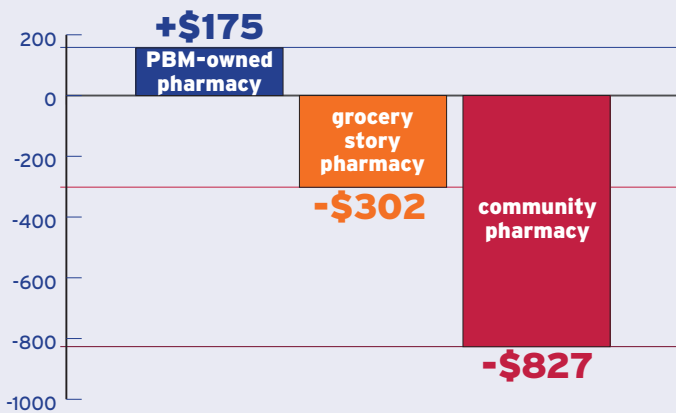 +$175
200
PBM-owned
pharmacy
0
grocery
story
pharmacy
-200
-$302
-400
community
pharmacy
-600
-800
-$827
-1000